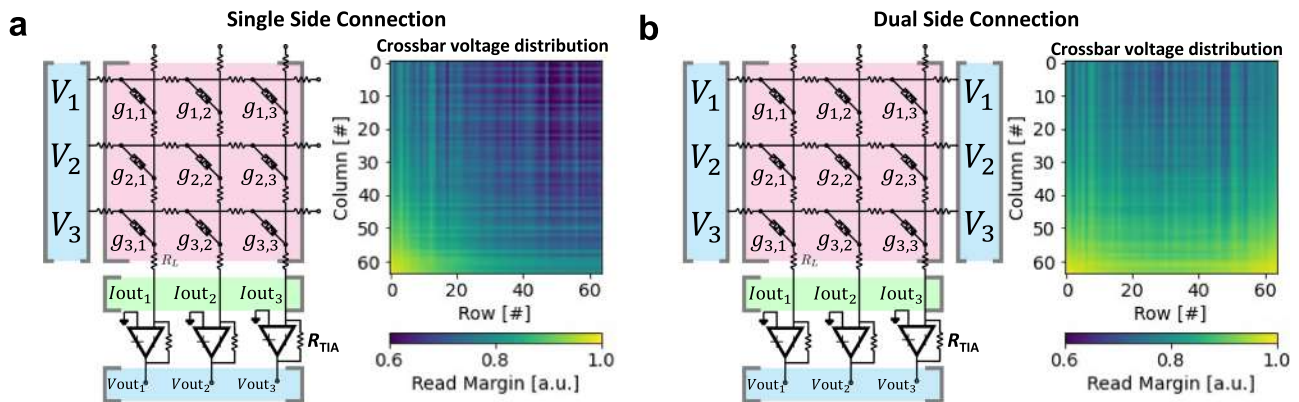 a
Single Side Connection
V1
V2
V3
g1,1
g1,2
g1,3
g2,1
g2,2
g2,3
g3,1
g3,2
g3,3
RL
Iout1
Iout2
Iout3
RTIA
Vout1
Vout2
Vout3
Crossbar voltage distribution
Column [#]
0
10
20
30
40
50
60
0
20
40
60
Row [#]
0.6
0.8
1.0
Read Margin [a.u.]
b
Dual Side Connection
V1
V2
V3
g1,1
g1,2
g1,3
g2,1
g2,2
g2,3
g3,1
g3,2
g3,3
RL
V1
V2
V3
Iout1
Iout2
Iout3
RTIA
Vout1
Vout2
Vout3
Crossbar voltage distribution
Column [#]
0
10
20
30
40
50
60
0
20
40
60
Row [#]
0.6
0.8
1.0
Read Margin [a.u.]